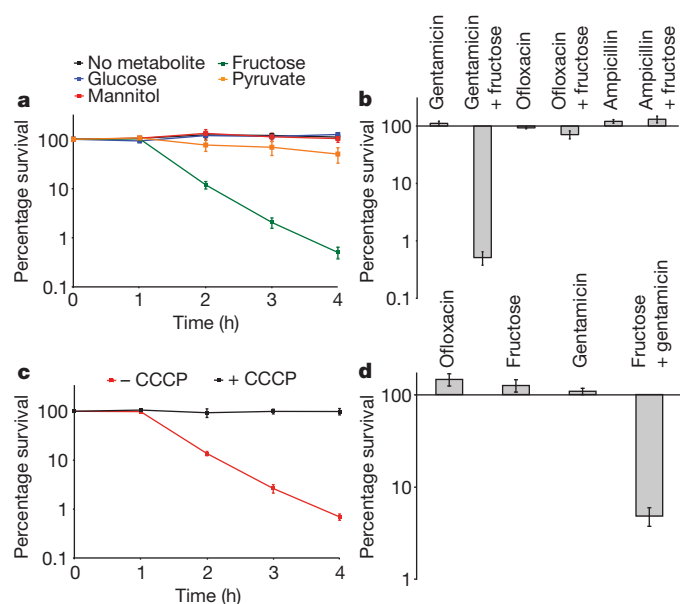 No metabolite
Fructose
Glucose
Pyruvate
Mannitol
a
Percentage survival
100
10
1
0.1
0
1
2
3
4
Time (h)
b
Gentamicin
Gentamicin
+ fructose
Ofloxacin
Ofloxacin
+ fructose
Ampicillin
Ampicillin
+ fructose
Percentage survival
100
10
1
0.1
c
– CCCP
+ CCCP
Percentage survival
100
10
1
0.1
0
1
2
3
4
Time (h)
d
Ofloxacin
Fructose
Gentamicin
Fructose
+ gentamicin
Percentage survival
100
10
1